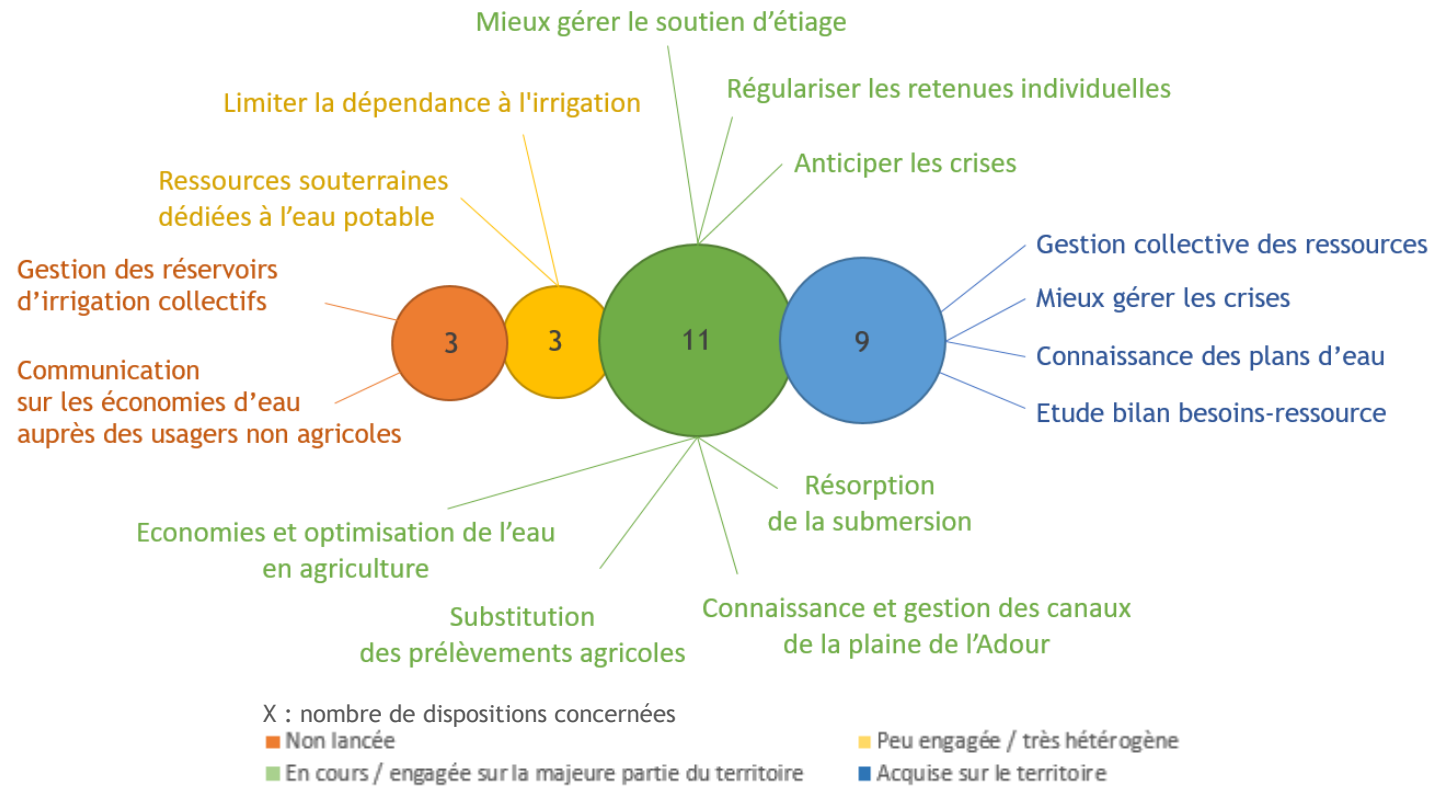 Mieux gérer le soutien d’étiage
Limiter la dépendance à l'irrigation
Régulariser les retenues individuelles
Anticiper les crises
Ressources souterraines
dédiées à l’eau potable
Gestion des réservoirs
d’irrigation collectifs
Communication
sur les économies d’eau
auprès des usagers non agricoles
3
3
11
9
Gestion collective des ressources
Mieux gérer les crises
Connaissance des plans d’eau
Etude bilan besoins-ressource
Résorption
de la submersion
Economies et optimisation de l’eau
en agriculture
Substitution
des prélèvements agricoles
Connaissance et gestion des canaux
de la plaine de l’Adour
X : nombre de dispositions concernées
Non lancée
Peu engagée / très hétérogène
En cours / engagée sur la majeure partie du territoire
Acquise sur le territoire